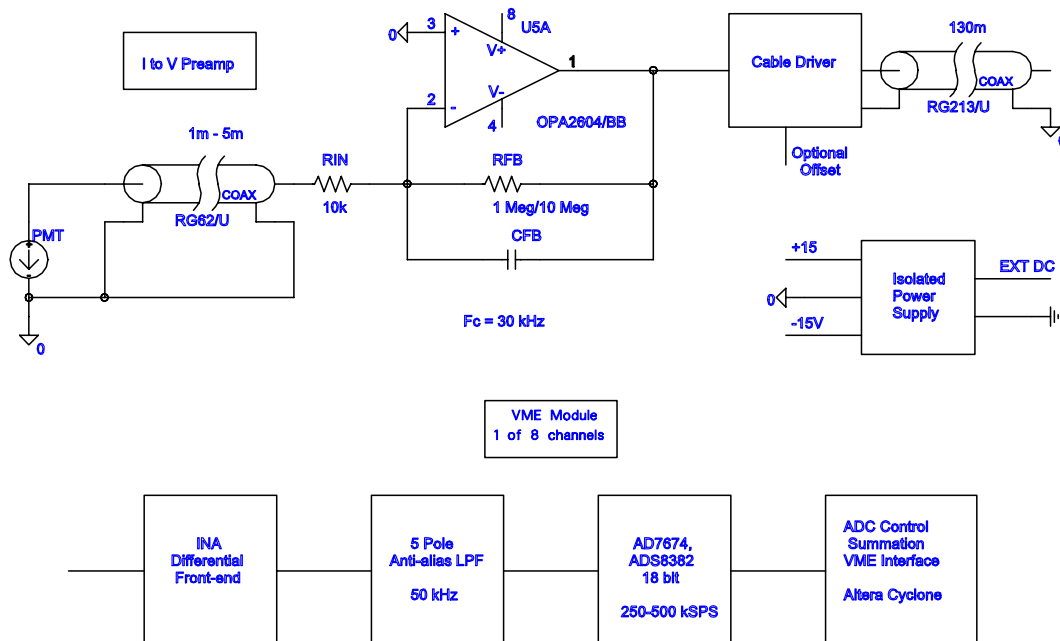 I to V Preamp
0
3
+
8
U5A
V+
V-
2
-
4
1
OPA2604/BB
Cable Driver
130m
COAX
RG213/U
0
Optional
Offset
1m - 5m
COAX
RG62/U
RIN
10k
RFB
1 Meg/10 Meg
CFB
PMT
+
-
0
Fc = 30 kHz
+15
0
-15V
Isolated
Power
Supply
EXT DC
VME Module
1 of 8 channels
INA
Differential
Front-end
5 Pole
Anti-alias LPF
50 kHz
AD7674,
ADS8382
18 bit
250-500 kSPS
ADC Control
Summation
VME Interface
Altera Cyclone